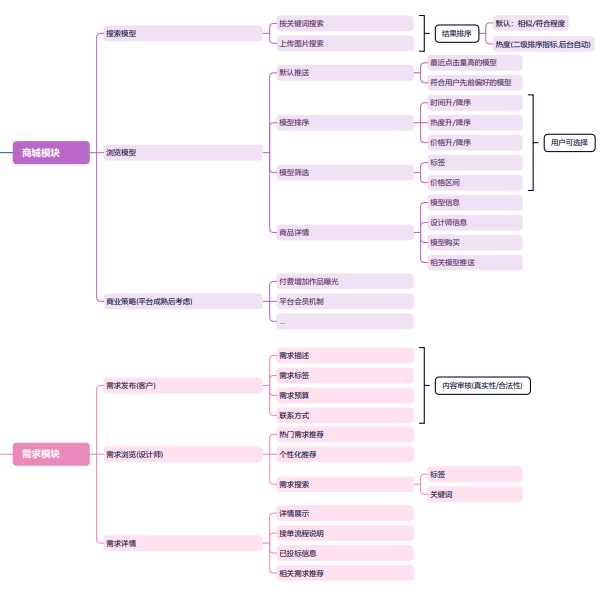 商城模块
搜索模型
按关键词搜索
上传图片搜索
结果排序
默认：相似/符合程度
热度(二级排序指标,后台自动)
浏览模型
默认推送
最近点击量高的模型
符合用户先前偏好的模型
模型排序
时间升/降序
热度升/降序
价格升/降序
模型筛选
标签
价格区间
用户可选择
商品详情
模型信息
设计师信息
模型购买
相关模型推送
商业策略(平台成熟后考虑)
付费增加作品曝光
平台会员机制
...
需求模块
需求发布(客户)
需求描述
需求标签
需求预算
联系方式
内容审核(真实性/合法性)
需求浏览(设计师)
热门需求推荐
个性化推荐
需求搜索
标签
关键词
需求详情
详情展示
接单流程说明
已投标信息
相关需求推荐